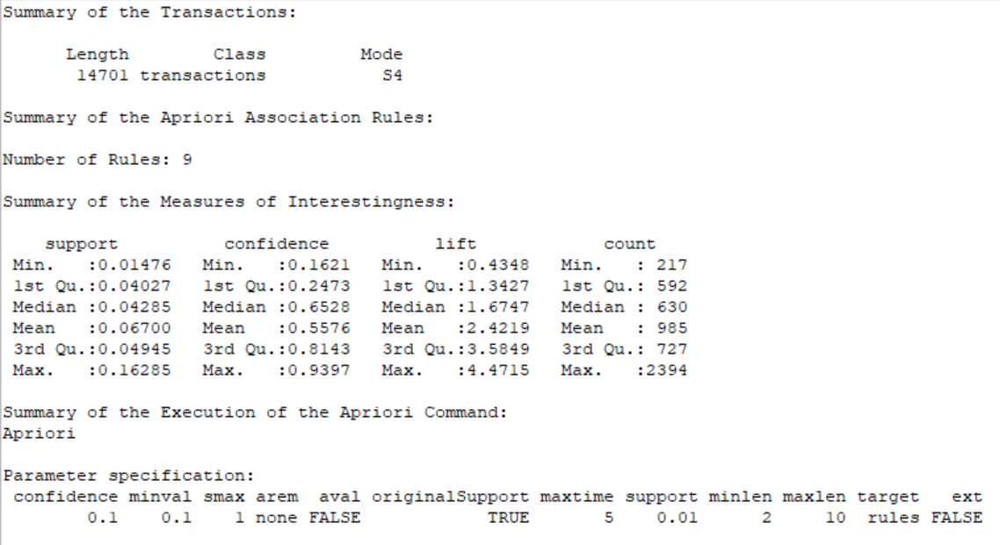 Summary of the Transactions:
Length Class Mode
14701 transactions S4
Summary of the Apriori Association Rules:
Number of Rules: 9
Summary of the Measures of Interestingness:
support confidence lift count
Min. :0.01476 Min. :0.1621 Min. :0.4348 Min. : 217
1st Qu.:0.04027 1st Qu.:0.2473 1st Qu.:1.3427 1st Qu.: 592
Median :0.04285 Median :0.6528 Median :1.6747 Median : 630
Mean :0.06700 Mean :0.5576 Mean :2.4219 Mean : 985
3rd Qu.:0.04945 3rd Qu.:0.8143 3rd Qu.:3.5849 3rd Qu.: 727
Max. :0.16285 Max. :0.9397 Max. :4.4715 Max. :2394
Summary of the Execution of the Apriori Command:
Apriori
Parameter specification:
confidence minval smax arem aval originalSupport maxtime support minlen maxlen target ext
0.1 0.1 1 none FALSE TRUE 5 0.01 2 10 rules FALSE